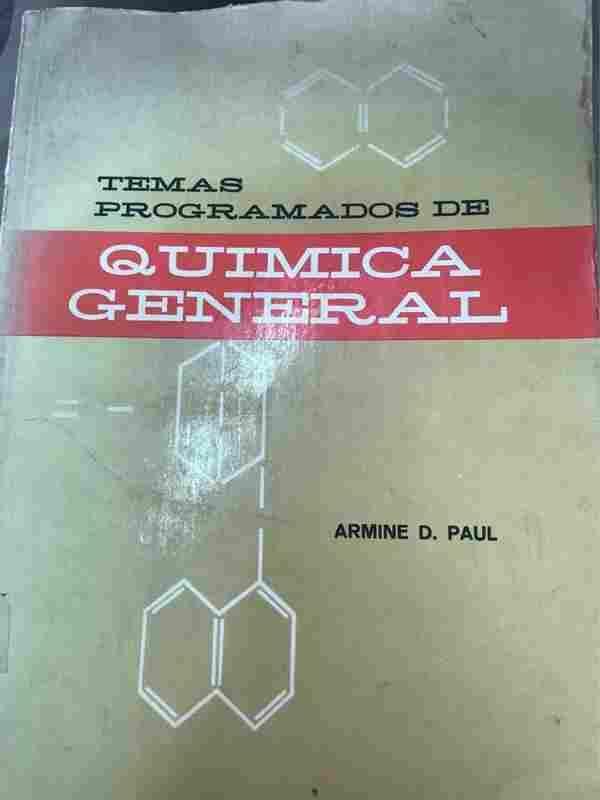 TEMAS
PROGRAMADOS DE
QUIMICA
GENERAL
ARMINE D. PAUL